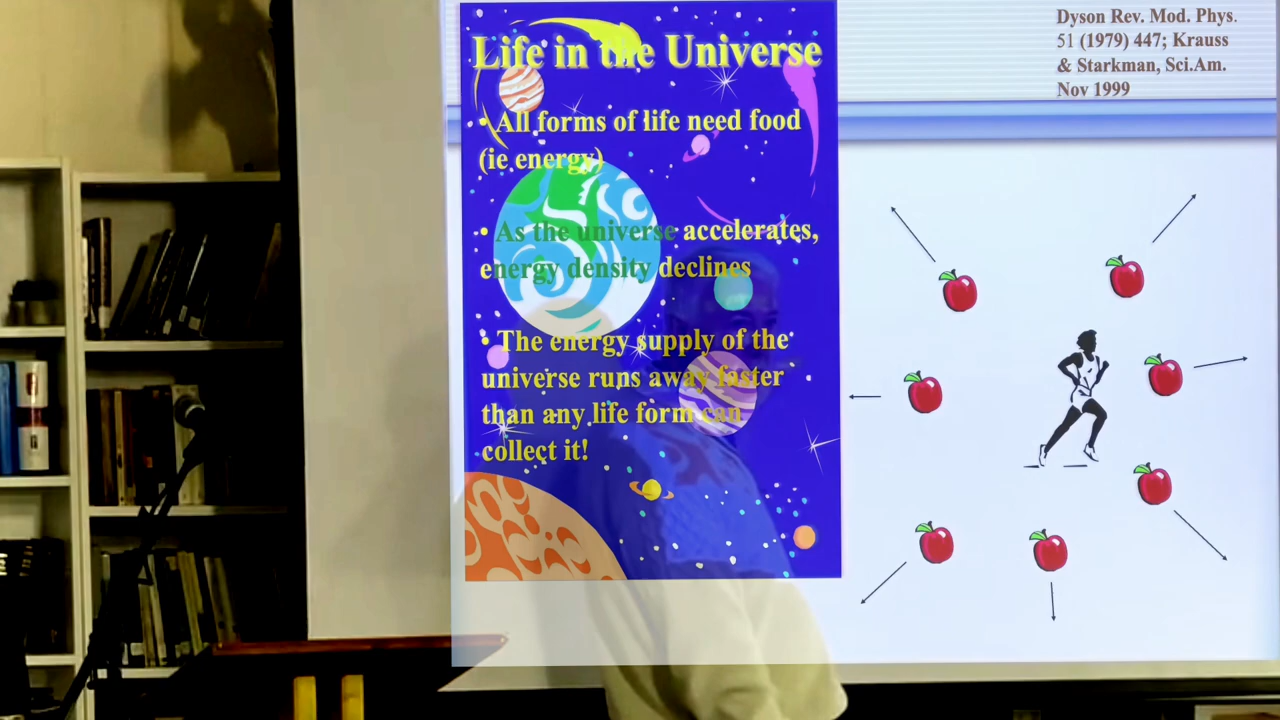 Life in the Universe
• All forms of life need food
(ie energy)
• As the universe accelerates,
energy density declines
• The energy supply of the
universe runs away faster
than any life form can
collect it!
Dyson Rev. Mod. Phys.
51 (1979) 447; Krauss
& Starkman, Sci.Am.
Nov 1999